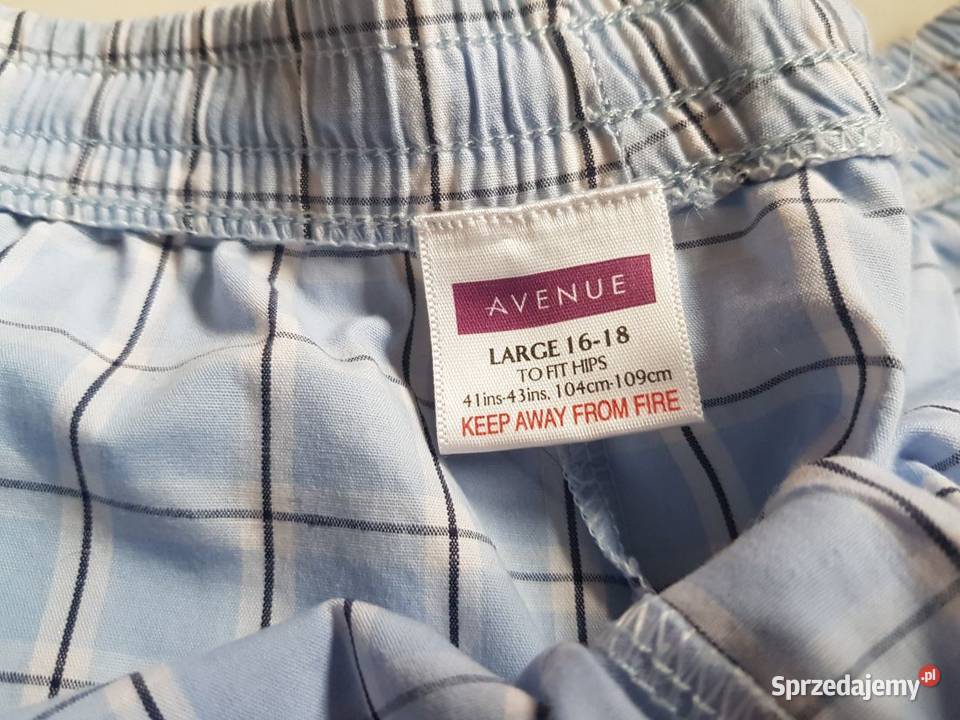 AVENUE
LARGE 16-18
TO FIT HIPS
41ins-43ins. 104cm-109cm
KEEP AWAY FROM FIRE
Sprzedajemy.pl